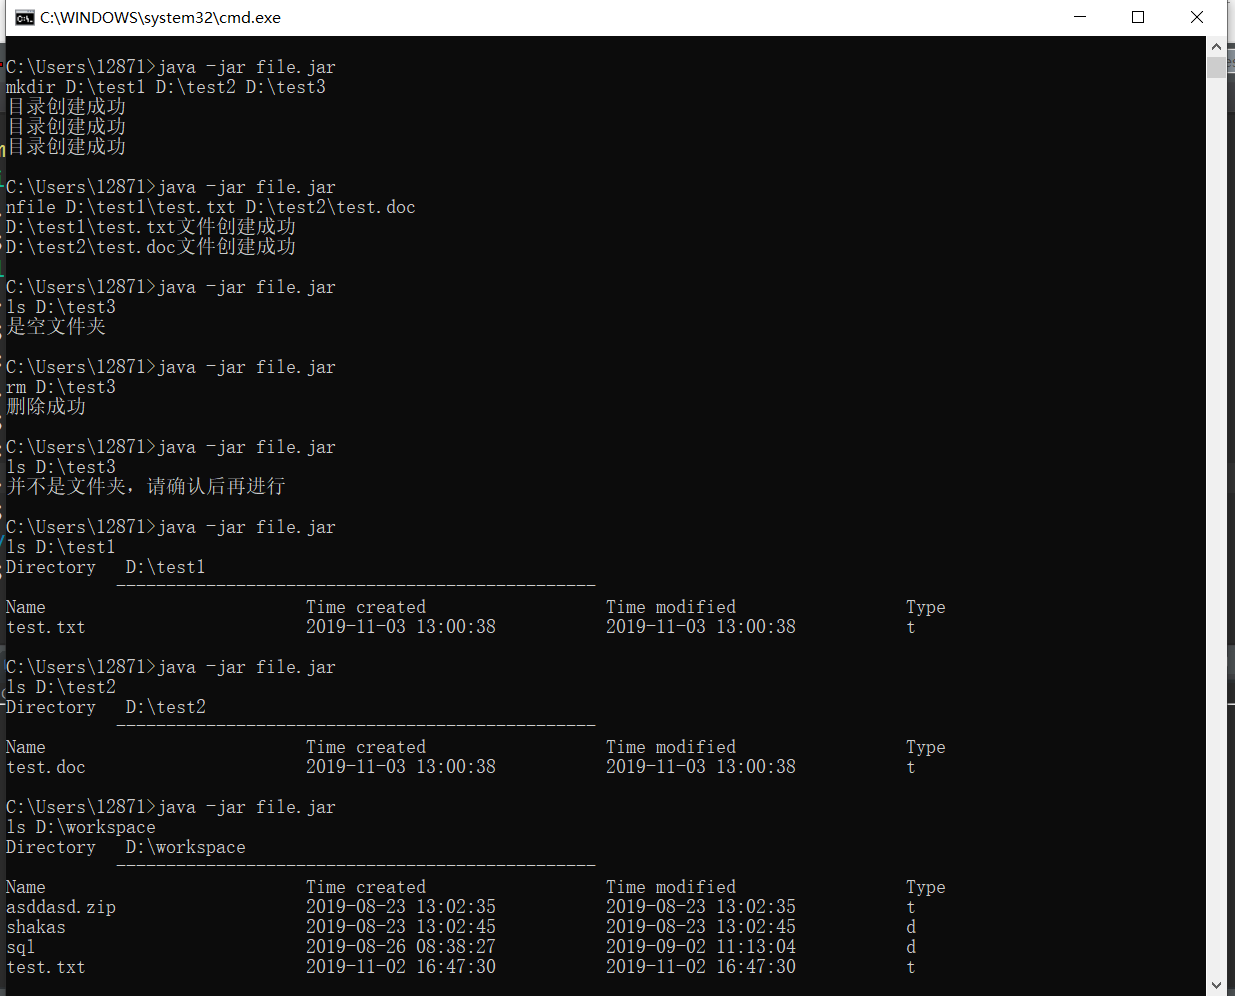 C:\WINDOWS\system32\cmd.exe
C:\Users\12871>java -jar file.jar
mkdir D:\test1 D:\test2 D:\test3
目录创建成功
目录创建成功
目录创建成功
C:\Users\12871>java -jar file.jar
nfile D:\test1\test.txt D:\test2\test.doc
D:\test1\test.txt文件创建成功
D:\test2\test.doc文件创建成功
C:\Users\12871>java -jar file.jar
ls D:\test3
是空文件夹
C:\Users\12871>java -jar file.jar
rm D:\test3
删除成功
C:\Users\12871>java -jar file.jar
ls D:\test3
并不是文件夹，请确认后再进行
C:\Users\12871>java -jar file.jar
ls D:\test1
Directory   D:\test1
------------------------------------------------
Name Time created Time modified Type
test.txt 2019-11-03 13:00:38 2019-11-03 13:00:38 t
C:\Users\12871>java -jar file.jar
ls D:\test2
Directory   D:\test2
------------------------------------------------
Name Time created Time modified Type
test.doc 2019-11-03 13:00:38 2019-11-03 13:00:38 t
C:\Users\12871>java -jar file.jar
ls D:\workspace
Directory   D:\workspace
------------------------------------------------
Name Time created Time modified Type
asddasd.zip 2019-08-23 13:02:35 2019-08-23 13:02:35 t
shakas 2019-08-23 13:02:45 2019-08-23 13:02:45 d
sql 2019-08-26 08:38:27 2019-09-02 11:13:04 d
test.txt 2019-11-02 16:47:30 2019-11-02 16:47:30 t